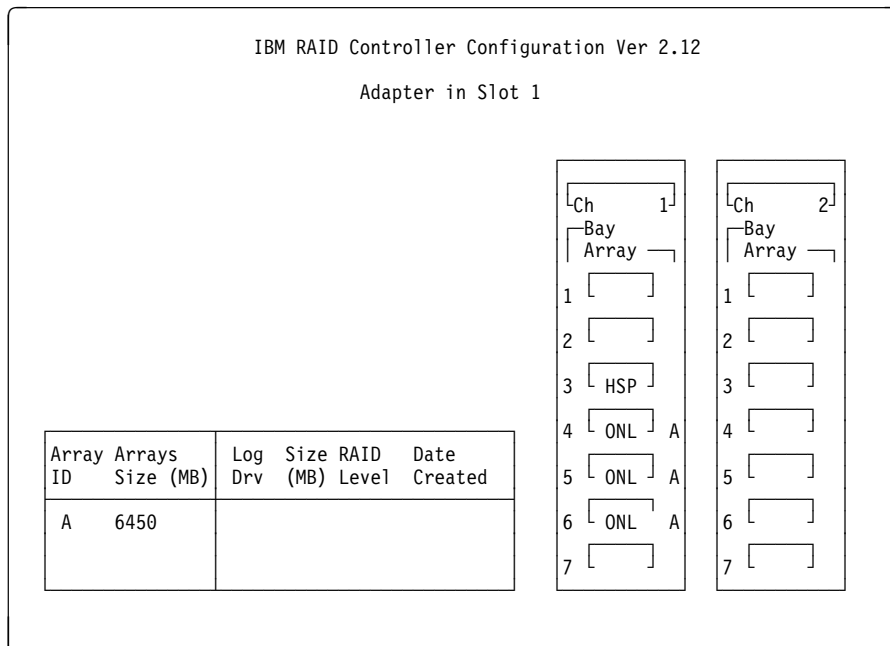 IBM RAID Controller Configuration Ver 2.12
Adapter in Slot 1
Ch 1
Bay
Array
1
2
3 HSP
4 ONL A
5 ONL A
6 ONL A
7
Ch 2
Bay
Array
1
2
3
4
5
6
7
Array Arrays Log Size RAID Date
ID Size (MB) Drv (MB) Level Created
A 6450